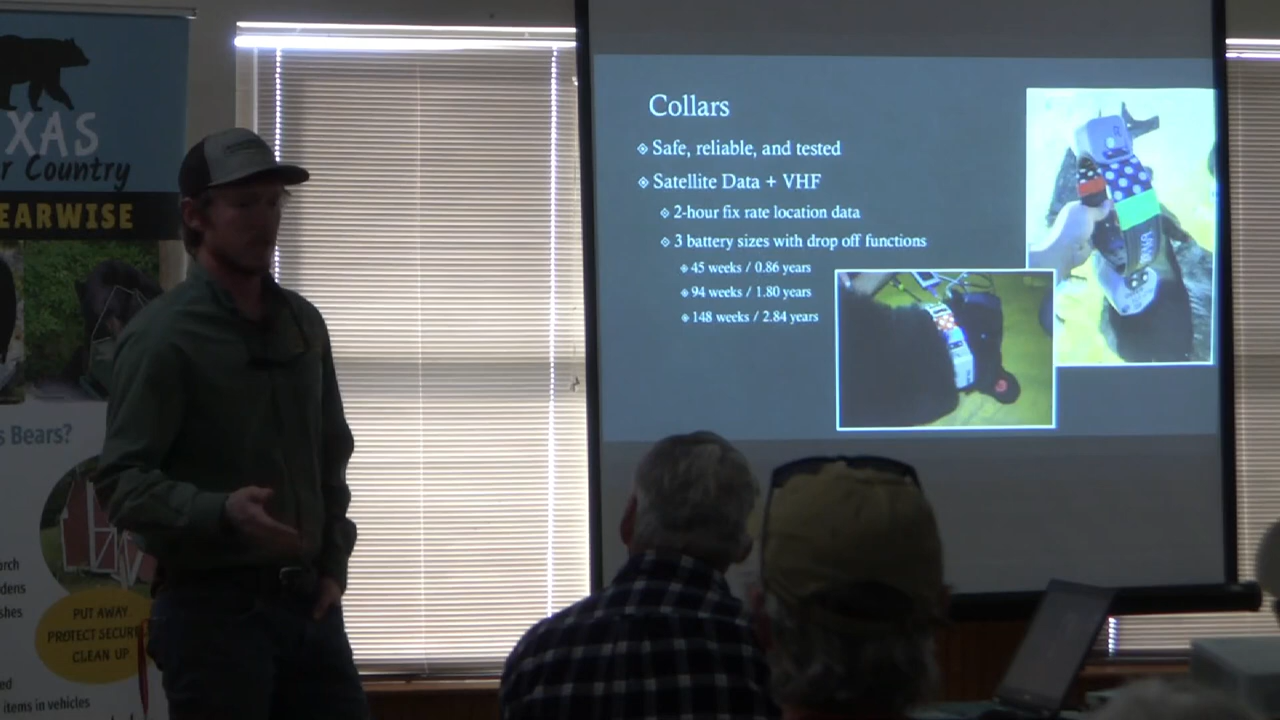 XAS
r Country
EARWISE
s Bears?
orch
dens
shes
PUT AWAY
PROTECT SECURE
CLEAN UP
ed
items in vehicles
Collars
Safe, reliable, and tested
Satellite Data + VHF
2-hour fix rate location data
3 battery sizes with drop off functions
45 weeks / 0.86 years
94 weeks / 1.80 years
148 weeks / 2.84 years